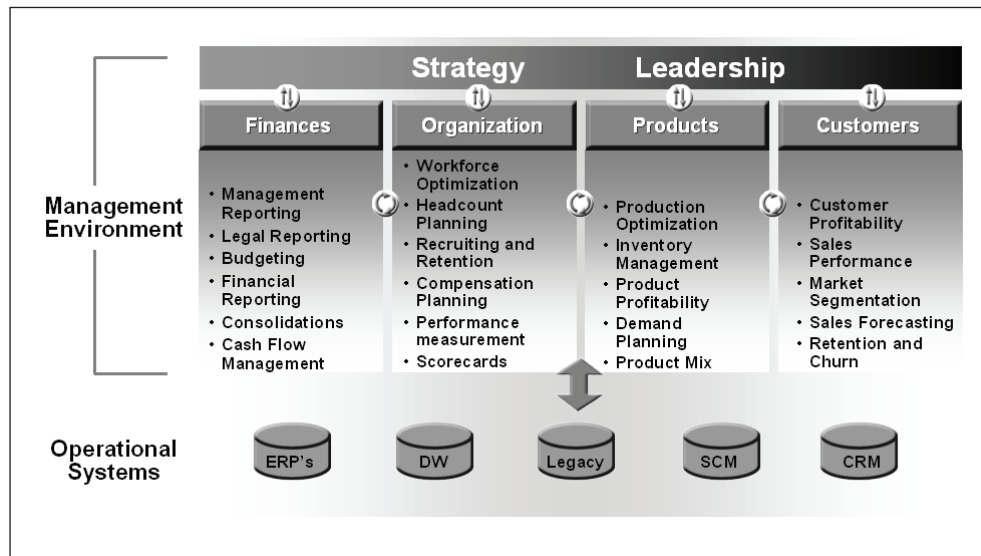 Strategy Leadership
Finances
Organization
Products
Customers
Management
Environment
• Management
Reporting
• Legal Reporting
• Budgeting
• Financial
Reporting
• Consolidations
• Cash Flow
Management
• Workforce
Optimization
• Headcount
Planning
• Recruiting and
Retention
• Compensation
Planning
• Performance
measurement
• Scorecards
• Production
Optimization
• Inventory
Management
• Product
Profitability
• Demand
Planning
• Product Mix
• Customer
Profitability
• Sales
Performance
• Market
Segmentation
• Sales Forecasting
• Retention and
Churn
Operational
Systems
ERP's
DW
Legacy
SCM
CRM